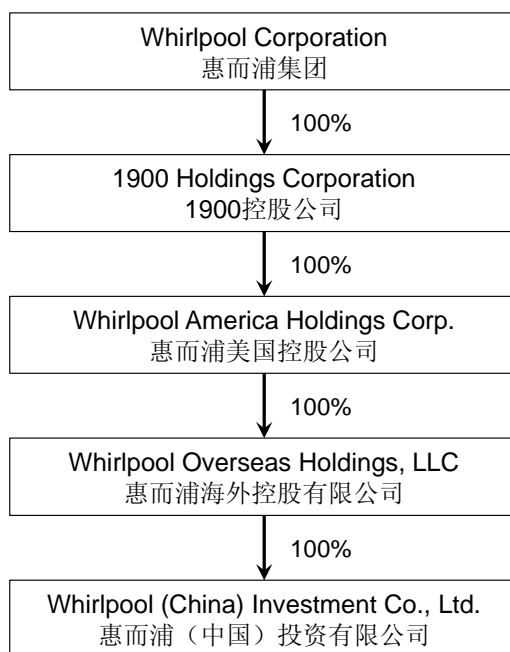 Whirlpool Corporation
惠而浦集团
100%
1900 Holdings Corporation
1900控股公司
100%
Whirlpool America Holdings Corp.
惠而浦美国控股公司
100%
Whirlpool Overseas Holdings, LLC
惠而浦海外控股有限公司
100%
Whirlpool (China) Investment Co., Ltd.
惠而浦（中国）投资有限公司